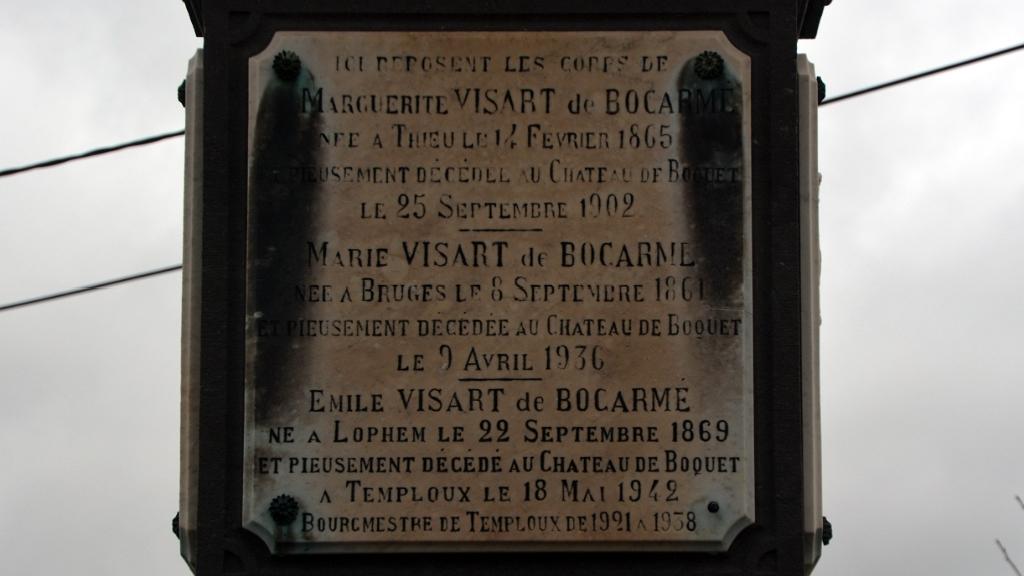 ICI REPOSENT LES CORPS DE
MARGUERITE VISART de BOCARMÉ
NÉE A THIEU LE 14 FÉVRIER 1865
PIEUSEMENT DÉCÉDÉE AU CHATEAU DE BOQUET
LE 25 SEPTEMBRE 1902
MARIE VISART de BOCARMÉ
NÉE A BRUGES LE 8 SEPTEMBRE 1861
ET PIEUSEMENT DÉCÉDÉE AU CHATEAU DE BOQUET
LE 9 AVRIL 1936
EMILE VISART de BOCARMÉ
NE A LOPHEM LE 22 SEPTEMBRE 1869
ET PIEUSEMENT DÉCÉDÉ AU CHATEAU DE BOQUET
A TEMPLOUX LE 18 MAI 1942
BOURGMESTRE DE TEMPLOUX DE 1921 A 1938